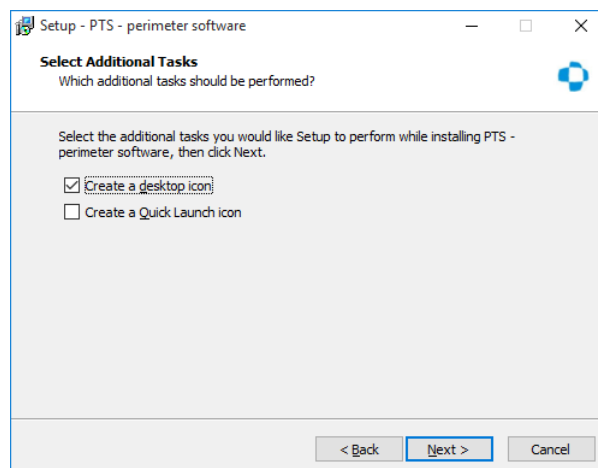 Setup - PTS - perimeter software
Select Additional Tasks
Which additional tasks should be performed?
Select the additional tasks you would like Setup to perform while installing PTS -
perimeter software, then click Next.
Create a desktop icon
Create a Quick Launch icon
< Back
Next >
Cancel